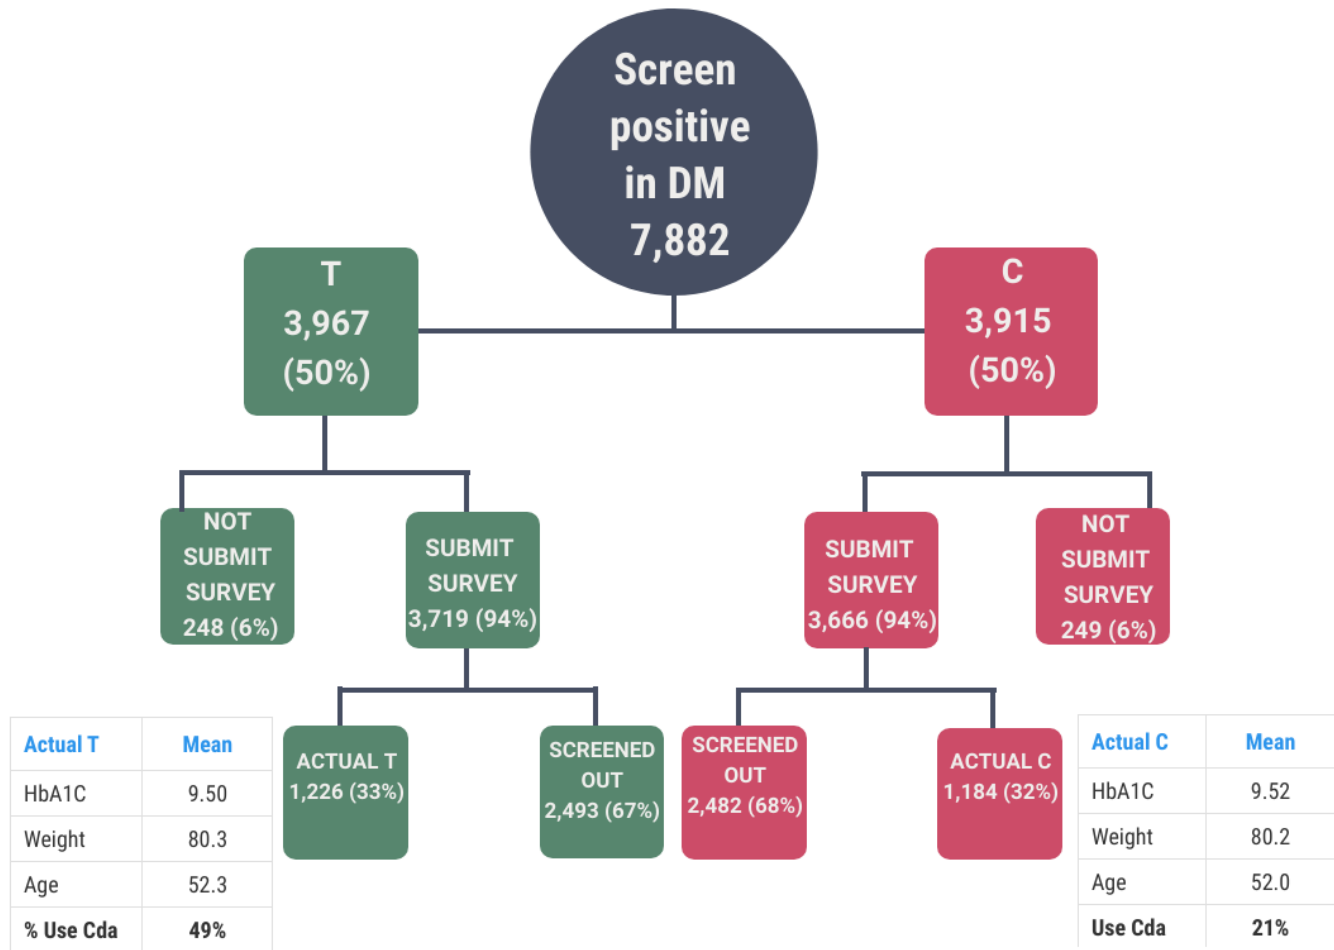 Screen
positive
in DM
7,882
T
3,967
(50%)
C
3,915
(50%)
NOT
SUBMIT
SURVEY
248 (6%)
SUBMIT
SURVEY
3,719 (94%)
SUBMIT
SURVEY
3,666 (94%)
NOT
SUBMIT
SURVEY
249 (6%)
ACTUAL T
1,226 (33%)
SCREENED
OUT
2,493 (67%)
SCREENED
OUT
2,482 (68%)
ACTUAL C
1,184 (32%)
Actual T Mean
HbA1C 9.50
Weight 80.3
Age 52.3
% Use Cda 49%
Actual C Mean
HbA1C 9.52
Weight 80.2
Age 52.0
Use Cda 21%